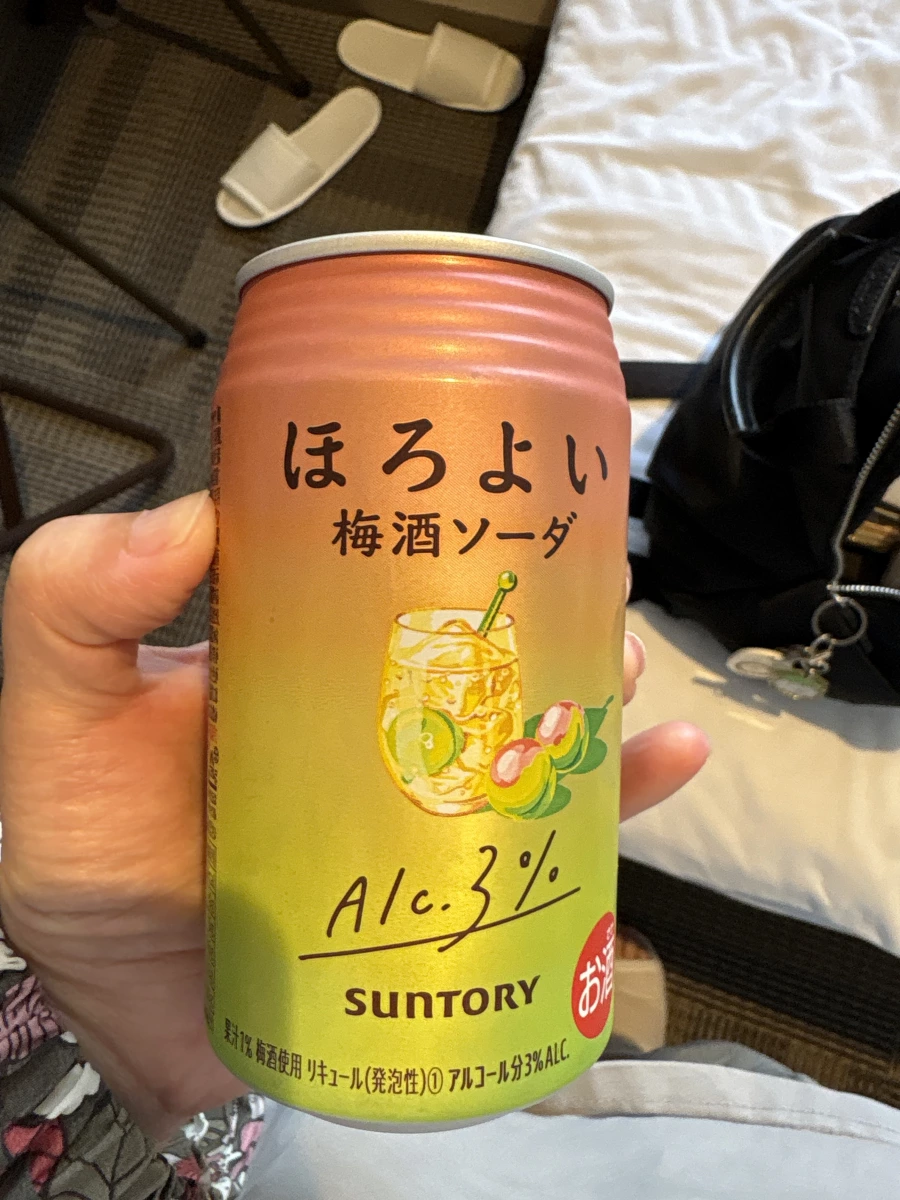 ほろよい
梅酒ソーダ
Alc.3%
SUNTORY
お酒
果汁1% 梅酒使用 リキュール(発泡性)① アルコール分3%ALC.